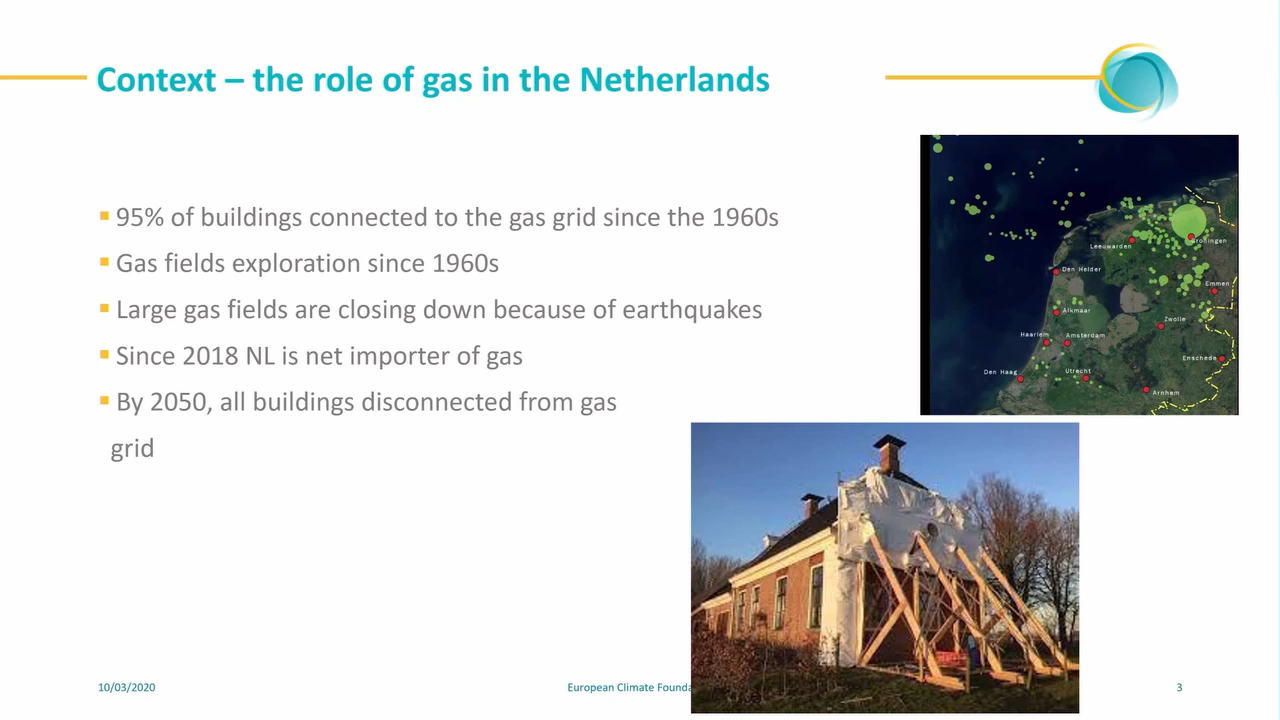 Context – the role of gas in the Netherlands
95% of buildings connected to the gas grid since the 1960s
Gas fields exploration since 1960s
Large gas fields are closing down because of earthquakes
Since 2018 NL is net importer of gas
By 2050, all buildings disconnected from gas
grid
Leeuwarden
Groningen
Den Helder
Emmen
Alkmaar
Zwolle
Haarlem
Amsterdam
Enschede
Den Haag
Utrecht
Arnhem
10/03/2020
European Climate Founda
3